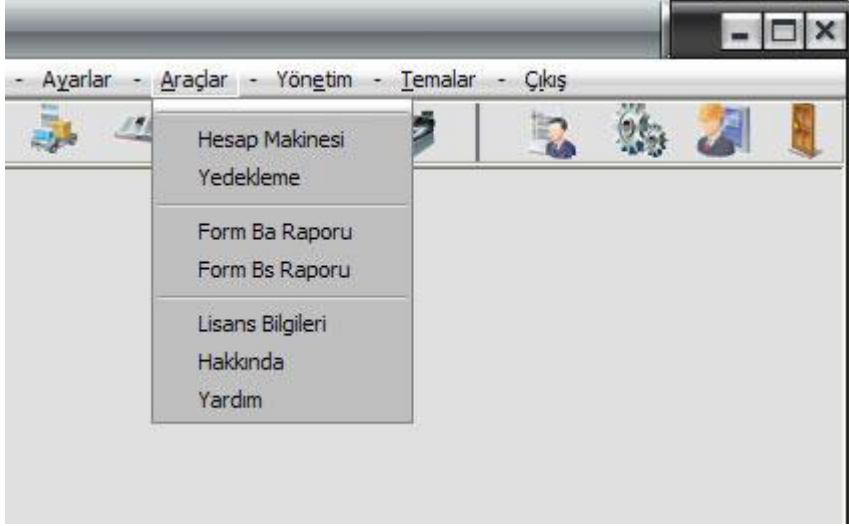 - Ayarlar - Araçlar - Yönetim - Temalar - Çıkış
Hesap Makinesi
Yedekleme
Form Ba Raporu
Form Bs Raporu
Lisans Bilgileri
Hakkında
Yardım